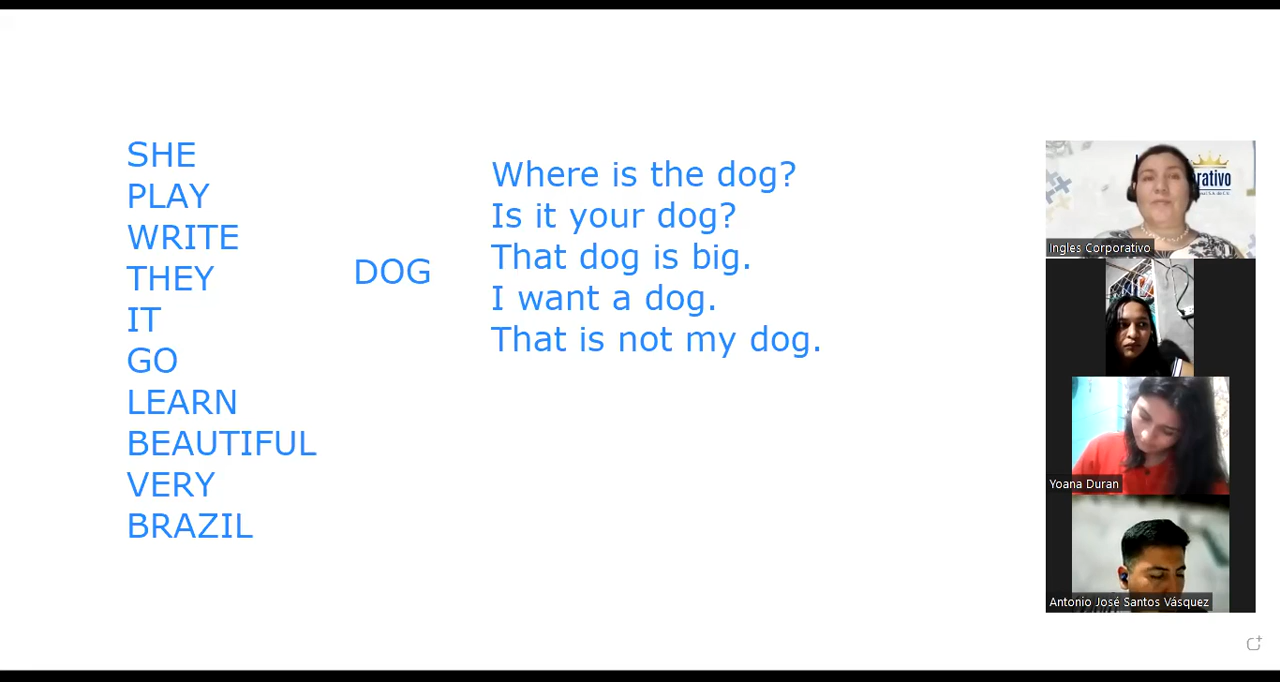 SHE
PLAY
WRITE
THEY
IT
GO
LEARN
BEAUTIFUL
VERY
BRAZIL
DOG
Where is the dog?
Is it your dog?
That dog is big.
I want a dog.
That is not my dog.
orativo
Ingles Corporativo
Yoana Duran
Antonio José Santos Vásquez